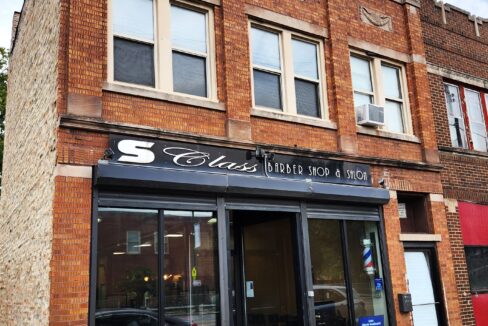 S Class BARBER SHOP & SALON